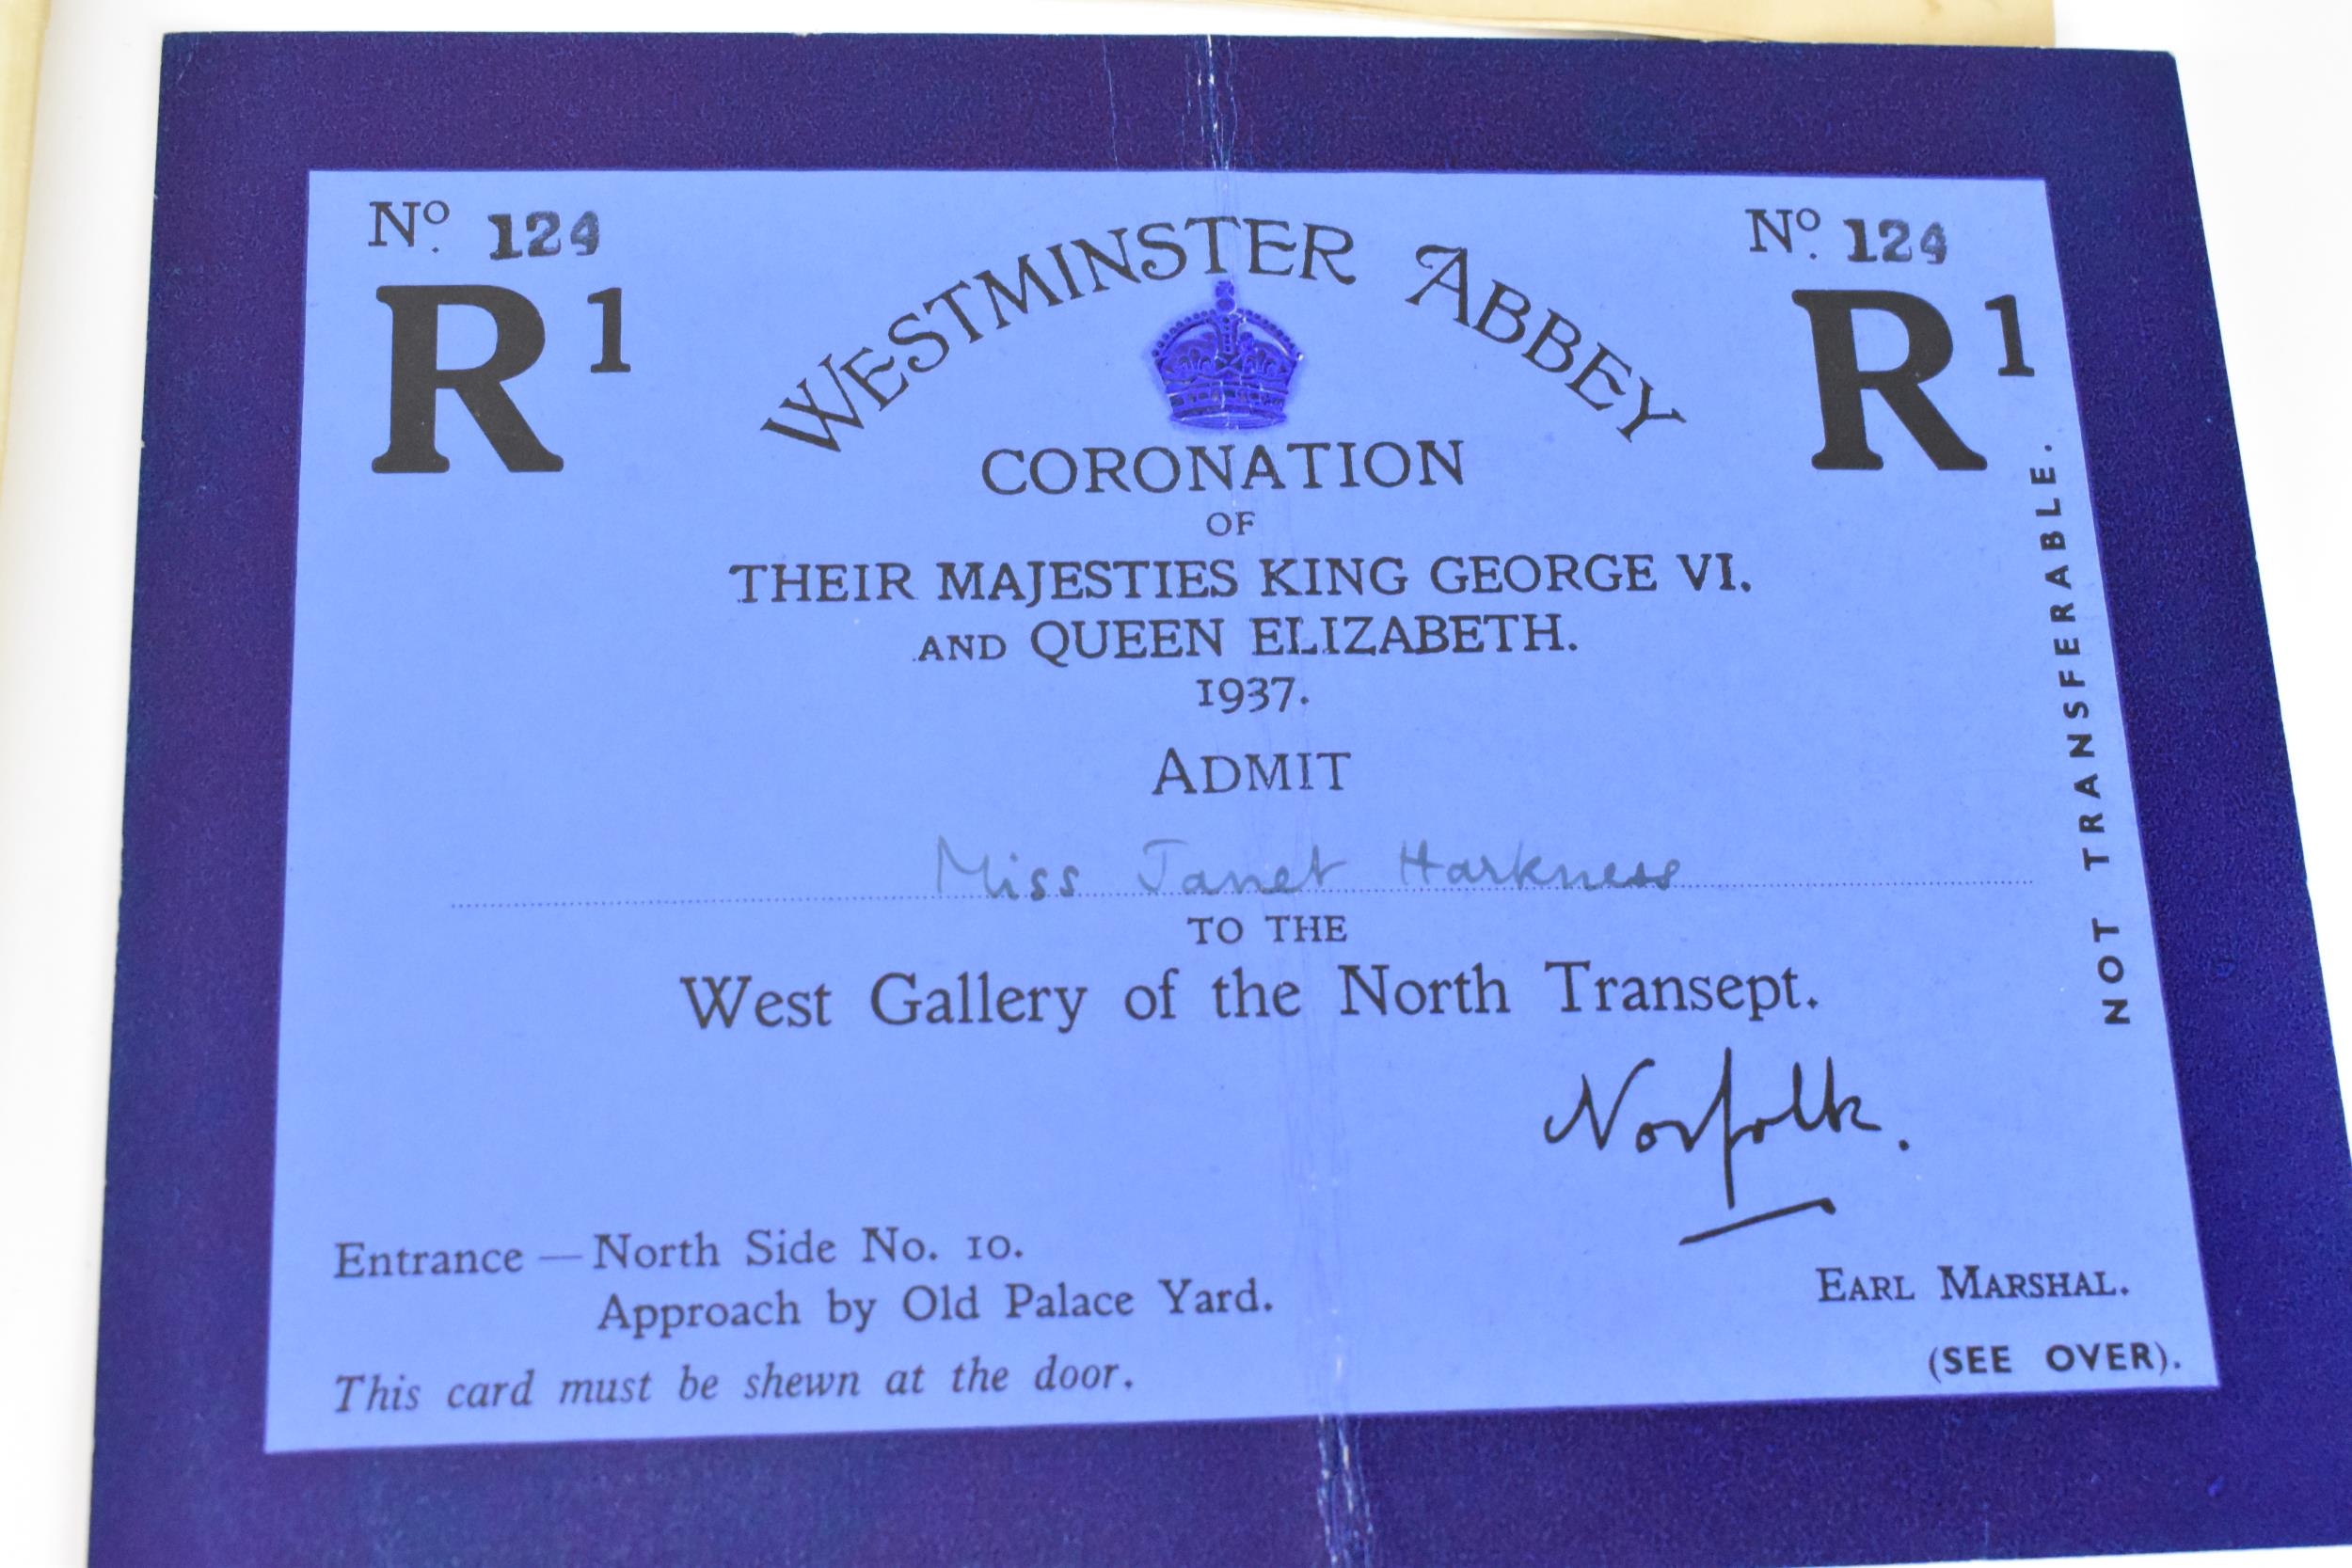 Nº. 124
R 1
Nº. 124
R 1
WESTMINSTER ABBEY
CORONATION
OF
THEIR MAJESTIES KING GEORGE VI.
AND QUEEN ELIZABETH.
1937.
ADMIT
Miss Janet Harkness
TO THE
West Gallery of the North Transept.
Norfolk.
EARL MARSHAL.
Entrance — North Side No. 10.
Approach by Old Palace Yard.
This card must be shewn at the door.
(SEE OVER).
NOT TRANSFERABLE.